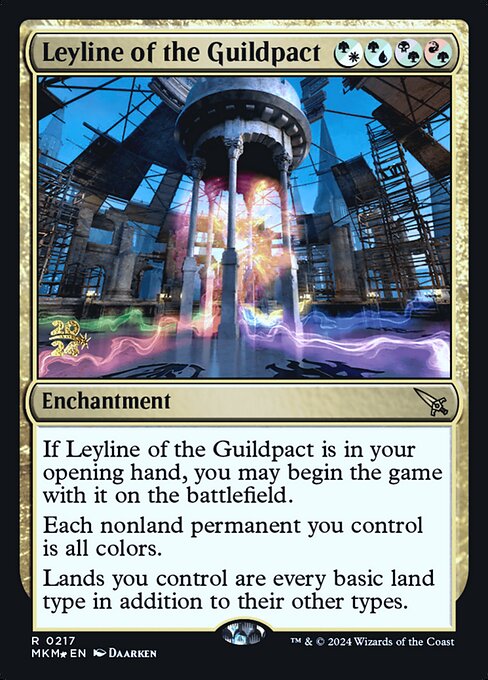 Leyline of the Guildpact
2024
Enchantment
If Leyline of the Guildpact is in your
opening hand, you may begin the game
with it on the battlefield.
Each nonland permanent you control
is all colors.
Lands you control are every basic land
type in addition to their other types.
R 0217
MKM★EN DAARKEN
™ & © 2024 Wizards of the Coast